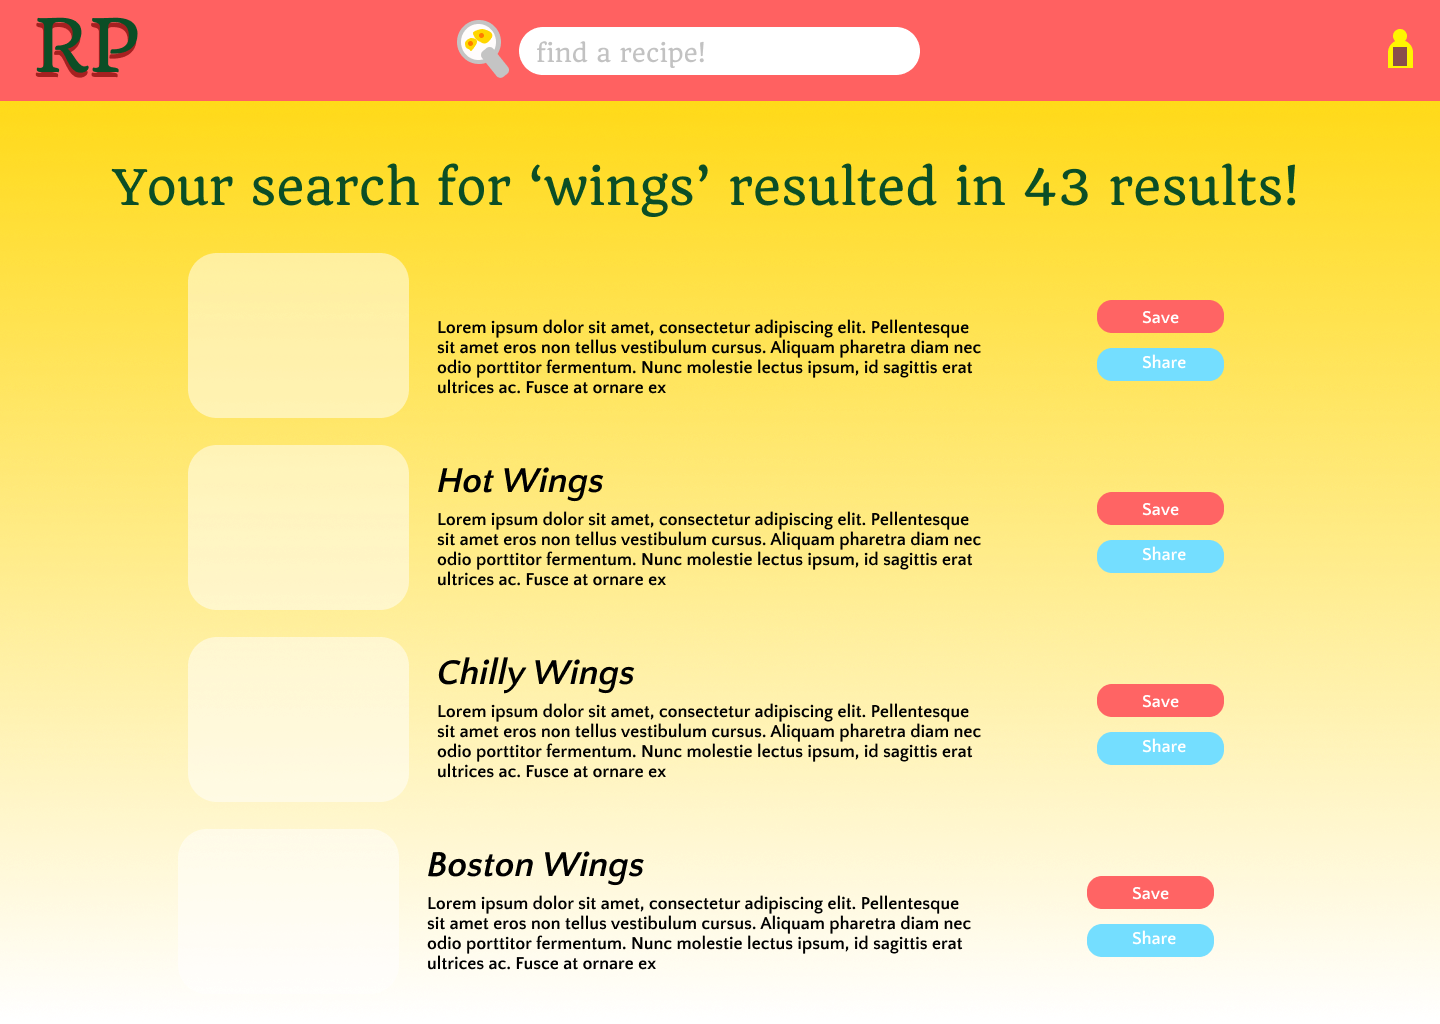 RP
find a recipe!
Your search for ‘wings’ resulted in 43 results!
Lorem ipsum dolor sit amet, consectetur adipiscing elit. Pellentesque
sit amet eros non tellus vestibulum cursus. Aliquam pharetra diam nec
odio porttitor fermentum. Nunc molestie lectus ipsum, id sagittis erat
ultrices ac. Fusce at ornare ex
Save
Share
Hot Wings
Lorem ipsum dolor sit amet, consectetur adipiscing elit. Pellentesque
sit amet eros non tellus vestibulum cursus. Aliquam pharetra diam nec
odio porttitor fermentum. Nunc molestie lectus ipsum, id sagittis erat
ultrices ac. Fusce at ornare ex
Save
Share
Chilly Wings
Lorem ipsum dolor sit amet, consectetur adipiscing elit. Pellentesque
sit amet eros non tellus vestibulum cursus. Aliquam pharetra diam nec
odio porttitor fermentum. Nunc molestie lectus ipsum, id sagittis erat
ultrices ac. Fusce at ornare ex
Save
Share
Boston Wings
Lorem ipsum dolor sit amet, consectetur adipiscing elit. Pellentesque
sit amet eros non tellus vestibulum cursus. Aliquam pharetra diam nec
odio porttitor fermentum. Nunc molestie lectus ipsum, id sagittis erat
ultrices ac. Fusce at ornare ex
Save
Share